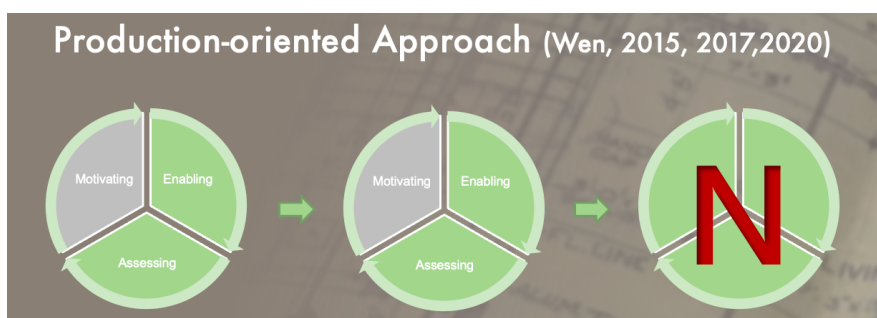 Production-oriented Approach (Wen, 2015, 2017,2020)
Motivating Enabling
Assessing
Motivating Enabling
Assessing
N